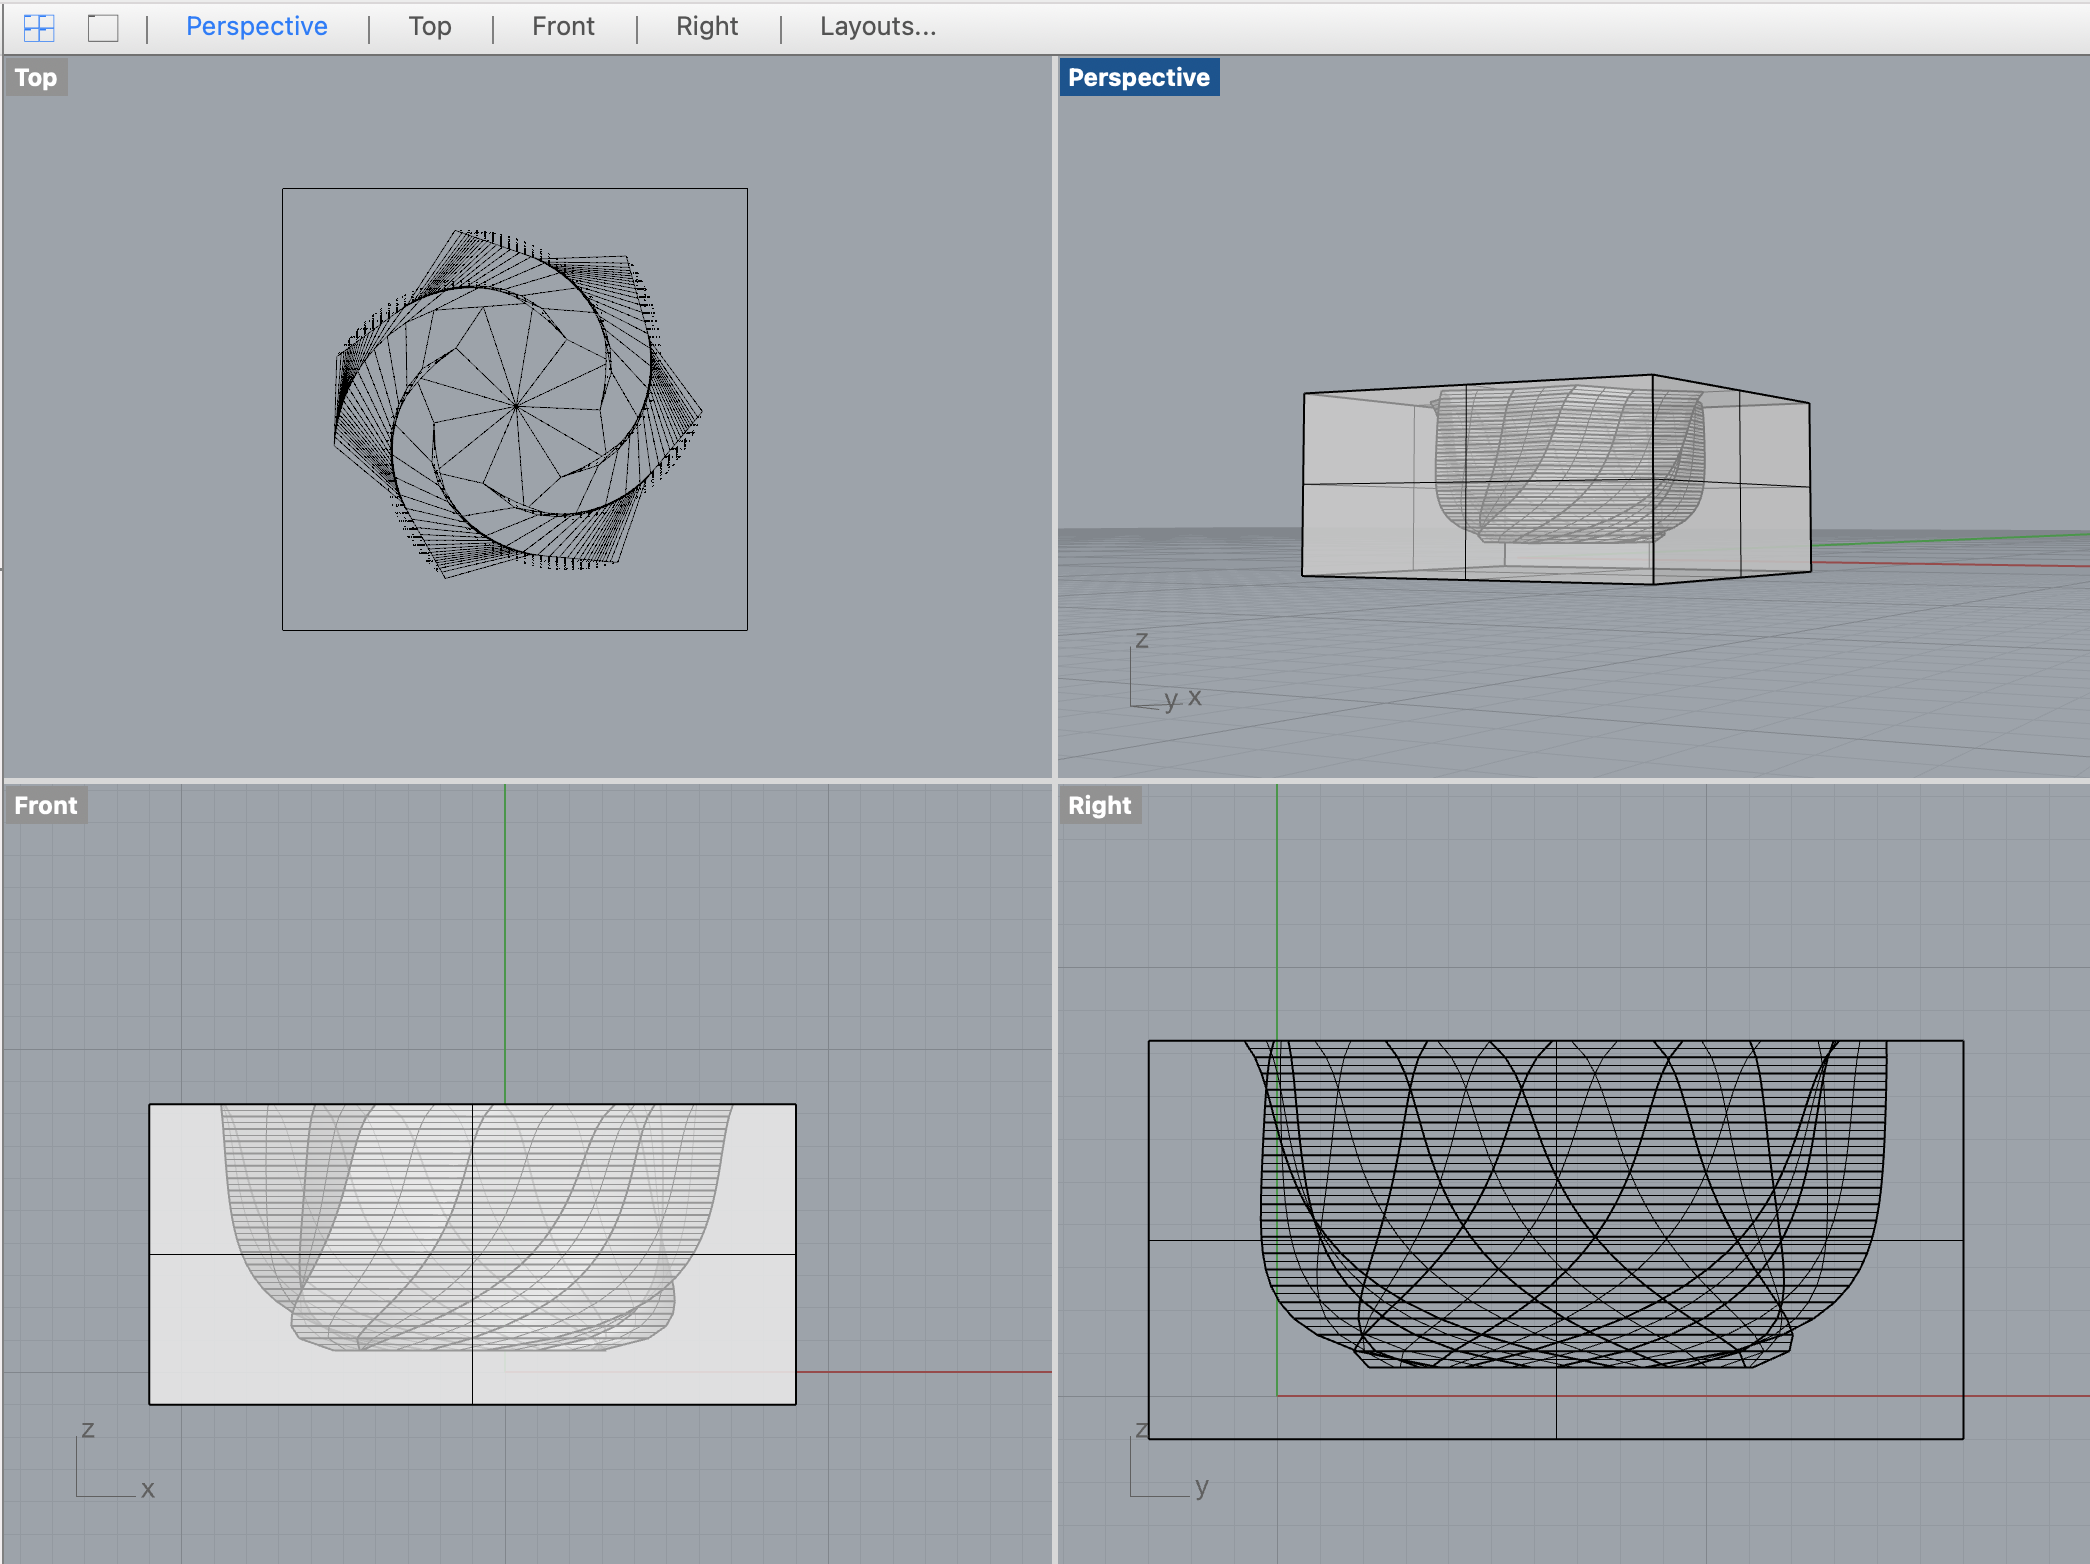 Perspective | Top | Front | Right | Layouts...
Top
Perspective
z
y x
Front
Right
z
x
z
y